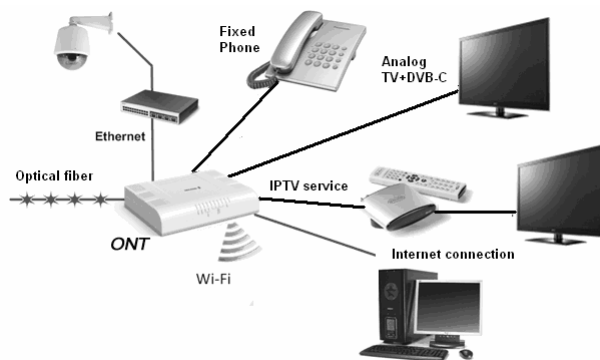 Fixed
Phone
Analog
TV+DVB-C
Ethernet
Optical fiber
IPTV service
ONT
Internet connection
Wi-Fi